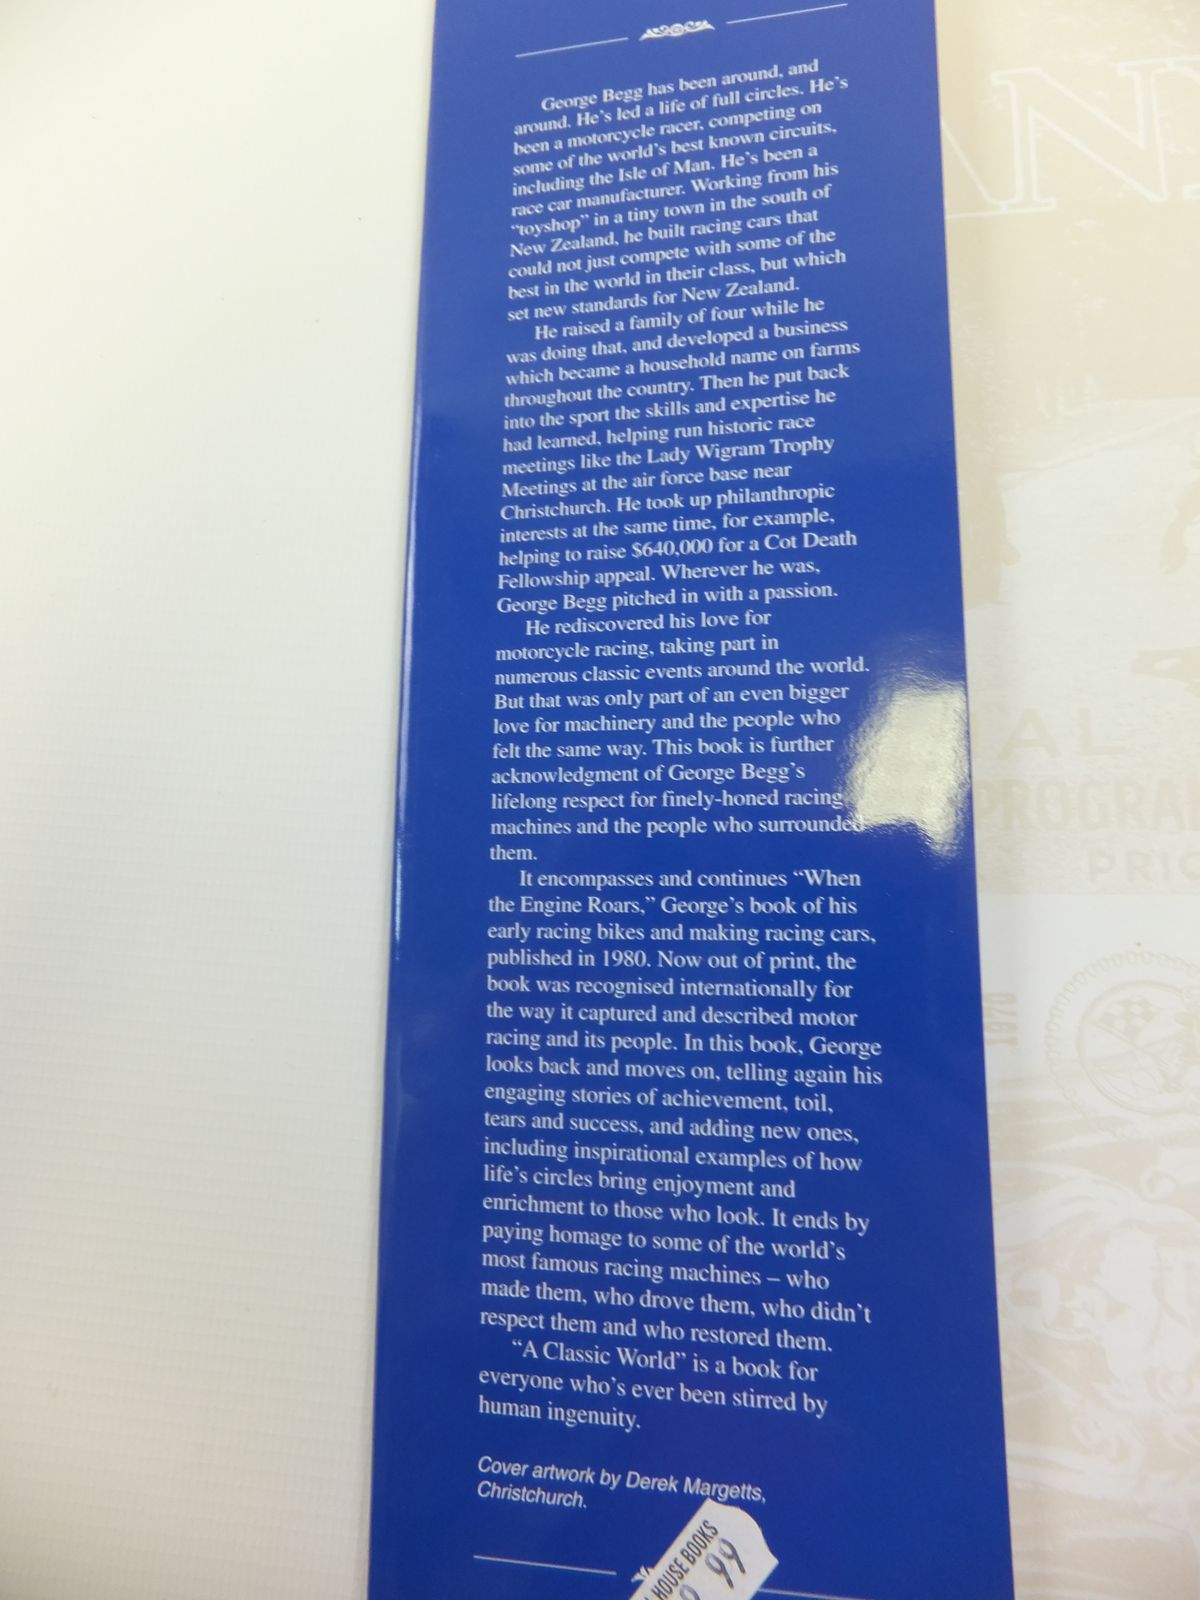 George Begg has been around, and
around. He's led a life of full circles. He's
been a motorcycle racer, competing on
some of the world's best known circuits,
including the Isle of Man. He's been a
race car manufacturer. Working from his
“toyshop” in a tiny town in the south of
New Zealand, he built racing cars that
could not just compete with some of the
best in the world in their class, but which
set new standards for New Zealand.
He raised a family of four while he
was doing that, and developed a business
which became a household name on farms
throughout the country. Then he put back
into the sport the skills and expertise he
had learned, helping run historic race
meetings like the Lady Wigram Trophy
Meetings at the air force base near
Christchurch. He took up philanthropic
interests at the same time, for example,
helping to raise $640,000 for a Cot Death
Fellowship appeal. Wherever he was,
George Begg pitched in with a passion.
He rediscovered his love for
motorcycle racing, taking part in
numerous classic events around the world.
But that was only part of an even bigger
love for machinery and the people who
felt the same way. This book is further
acknowledgment of George Begg's
lifelong respect for finely-honed racing
machines and the people who surrounded
them.
It encompasses and continues “When
the Engine Roars,” George's book of his
early racing bikes and making racing cars,
published in 1980. Now out of print, the
book was recognised internationally for
the way it captured and described motor
racing and its people. In this book, George
looks back and moves on, telling again his
engaging stories of achievement, toil,
tears and success, and adding new ones,
including inspirational examples of how
life's circles bring enjoyment and
enrichment to those who look. It ends by
paying homage to some of the world's
most famous racing machines – who
made them, who drove them, who didn't
respect them and who restored them.
“A Classic World” is a book for
everyone who's ever been stirred by
human ingenuity.
Cover artwork by Derek Margetts,
Christchurch.
HOUSE BOOKS
99
1970